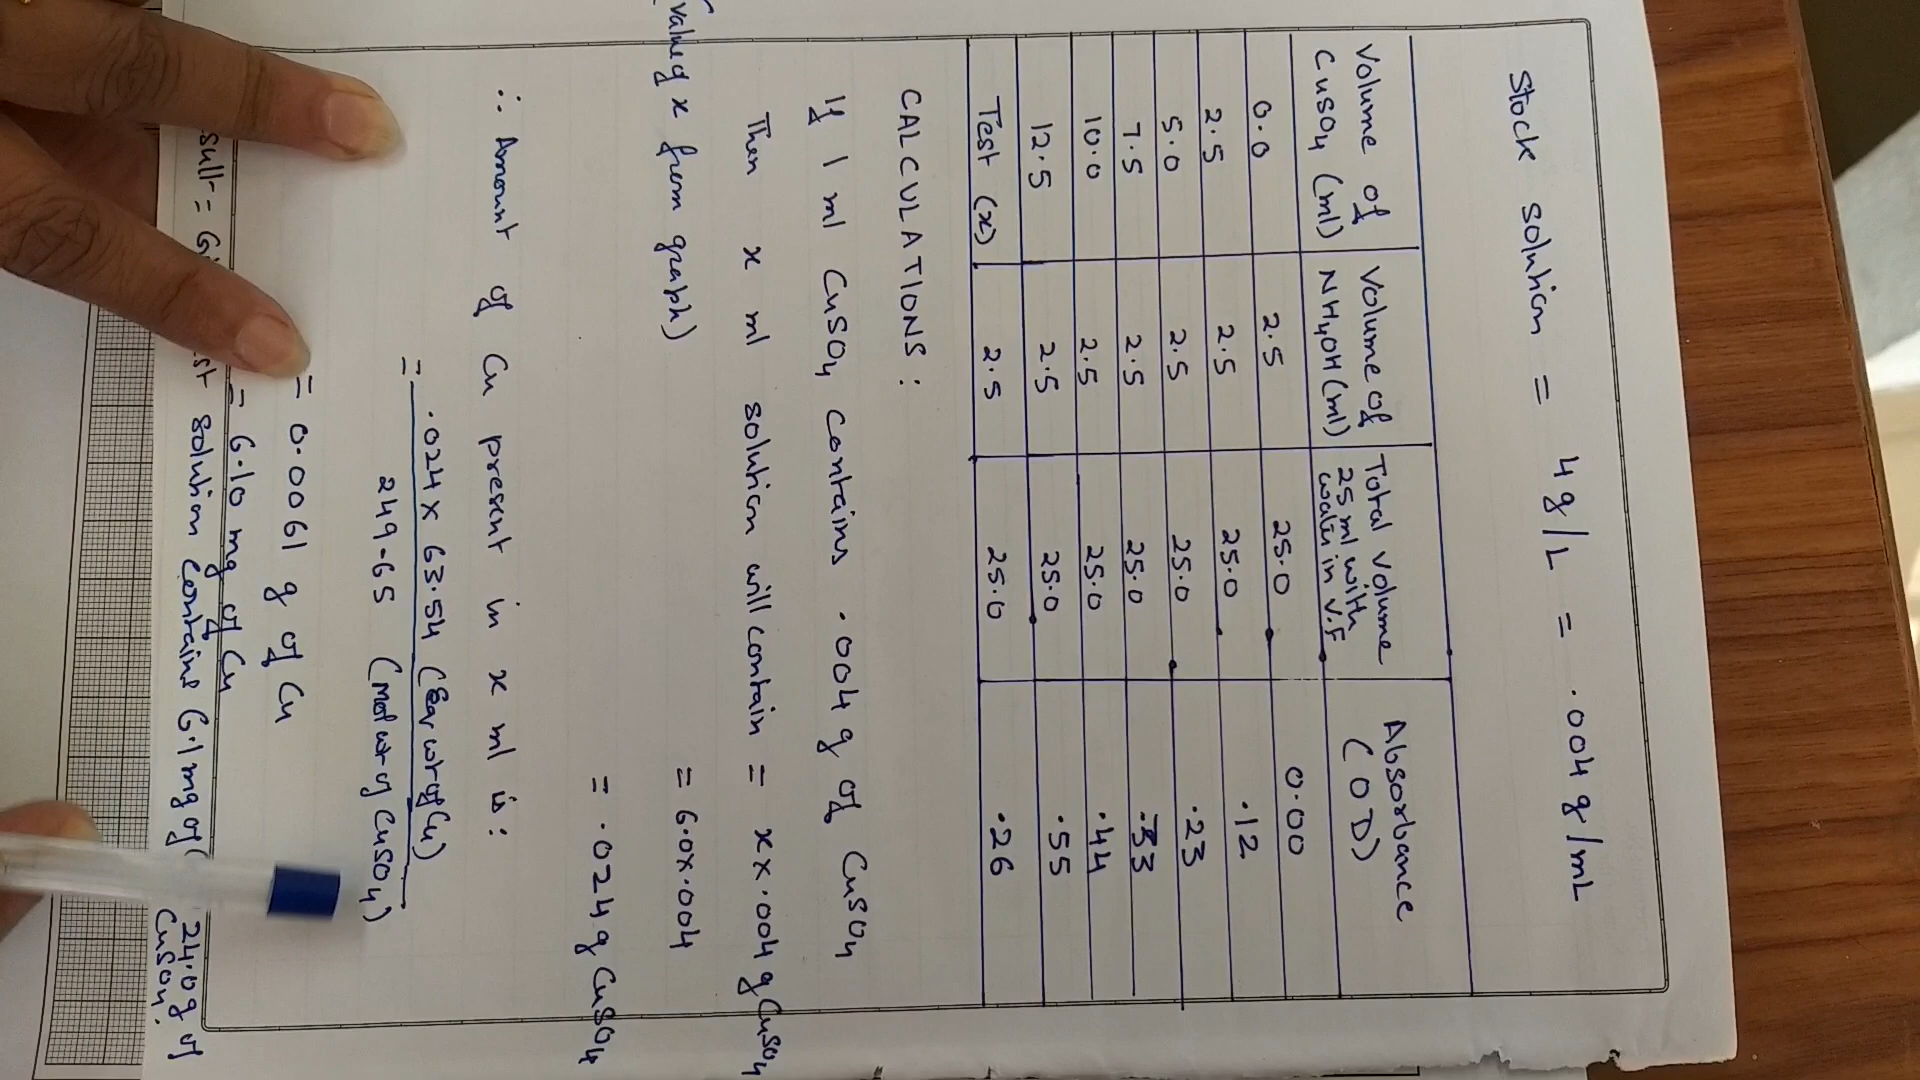 Stock solution = 4 g/L = .004 g/mL
Volume of CuSO4 (ml) Volume of NH4OH (ml) Total volume 25 ml with water in V.F Absorbance (OD)
0.0 2.5 25.0 0.00
2.5 2.5 25.0 .12
5.0 2.5 25.0 .23
7.5 2.5 25.0 .33
10.0 2.5 25.0 .44
12.5 2.5 25.0 .55
Test (x) 2.5 25.0 .26
CALCULATIONS :
If 1 ml CuSO4 contains .004 g of CuSO4
Then x ml solution will contain = x x .004 g CuSO4
(value of x from graph) = 6.0x.004
= .024 g CuSO4
∴ Amount of Cu present in x ml is :
= .024 x 63.54 ( wt of Cu)
249.65 (Mol wt of CuSO4)
= 0.0061 g of Cu
= 6.10 mg of Cu
solution contains 6.1 mg of 24.0 g of
CuSO4.